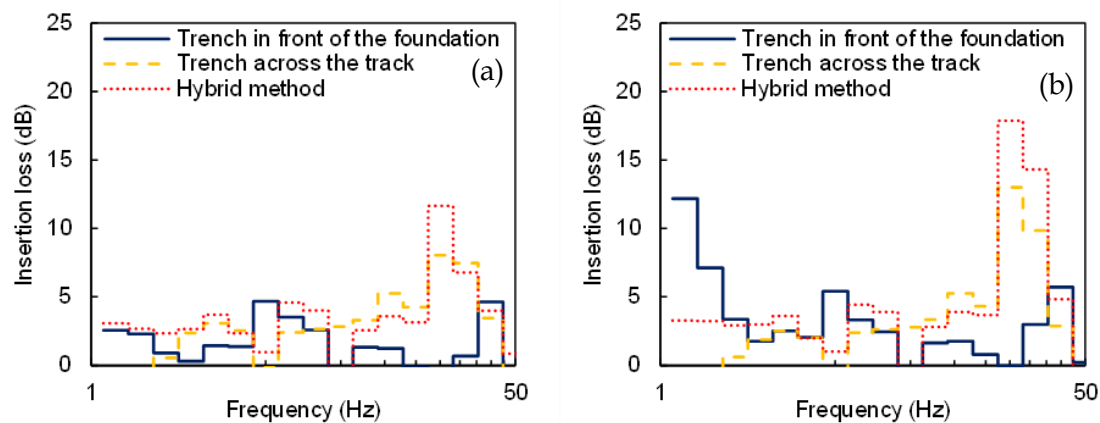 25
20
15
10
5
0
Insertion loss (dB)
Trench in front of the foundation
Trench across the track
Hybrid method
(a)
1
50
Frequency (Hz)
25
20
15
10
5
0
Insertion loss (dB)
Trench in front of the foundation
Trench across the track
Hybrid method
(b)
1
50
Frequency (Hz)